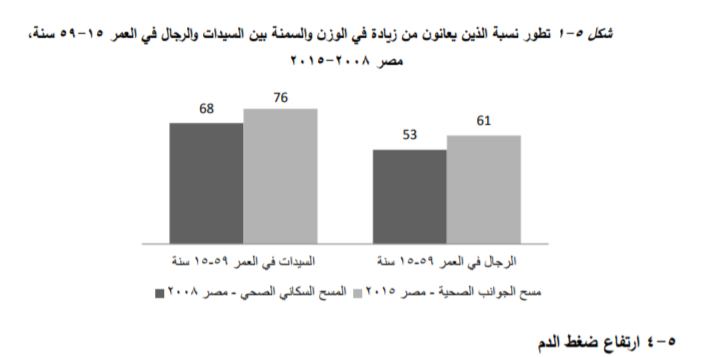 شكل ٥-١ تطور نسبة الذين يعانون من زيادة في الوزن والسمنة بين السيدات والرجال في العمر ١٥-٥٩ سنة،
مصر ٢٠٠٨-٢٠١٥
68
76
53
61
السيدات في العمر ٥٩-١٥ سنة
الرجال في العمر ٥٩-١٥ سنة
مسح الجوانب الصحية - مصر ٢٠١٥
المسح السكاني الصحي - مصر ٢٠٠٨
٥-٤ ارتفاع ضغط الدم